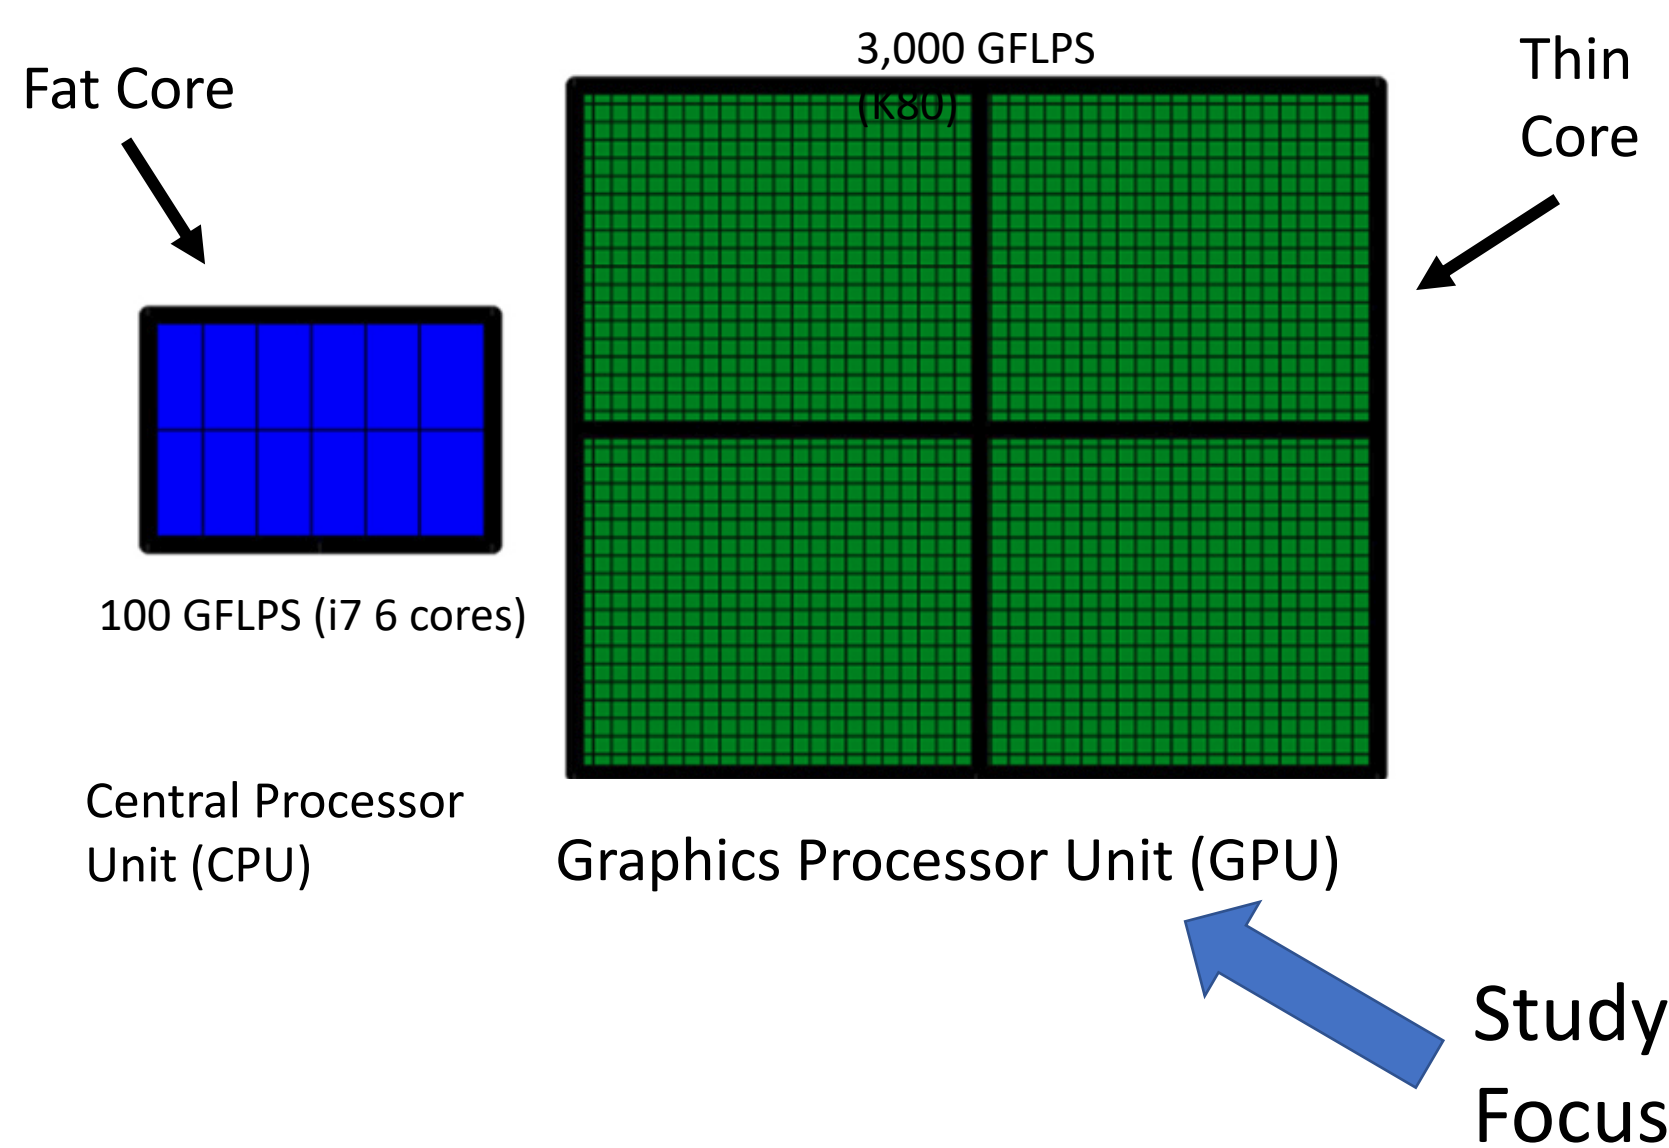 3,000 GFLPS
(K80)
Fat Core
Thin
Core
100 GFLPS (i7 6 cores)
Central Processor
Unit (CPU)
Graphics Processor Unit (GPU)
Study
Focus